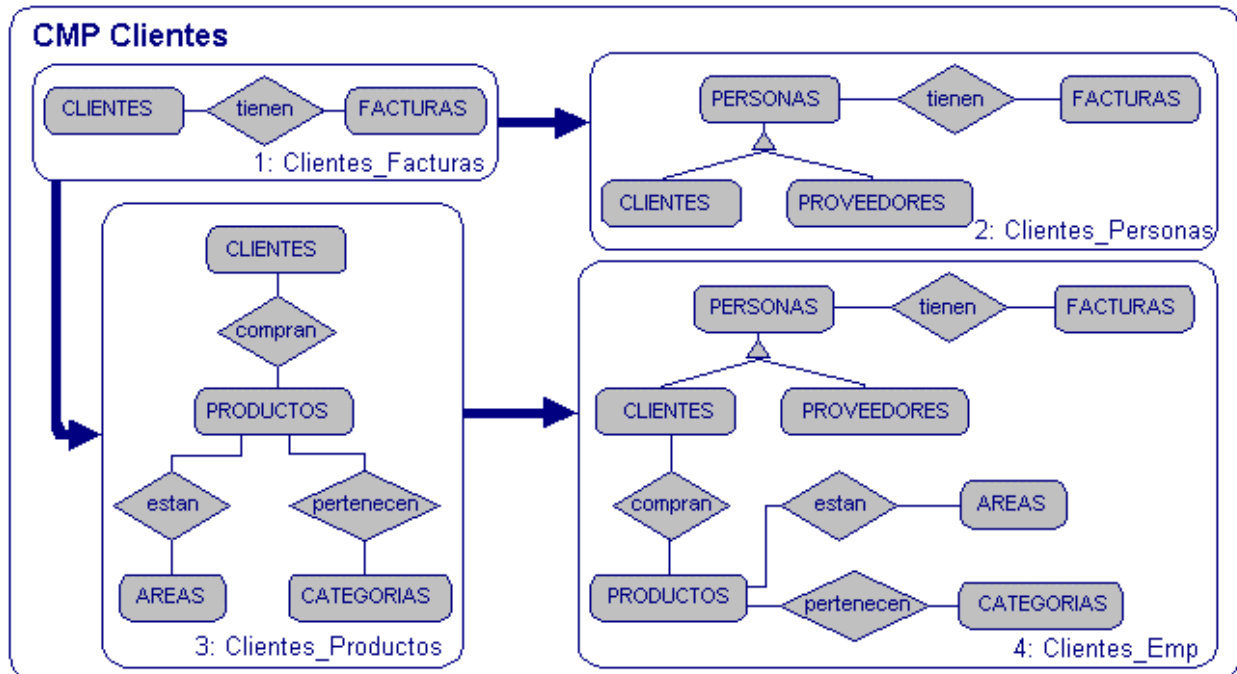 CMP Clientes
CLIENTES
tienen
FACTURAS
1: Clientes_Facturas
PERSONAS
tienen
FACTURAS
CLIENTES
PROVEEDORES
2: Clientes_Personas
CLIENTES
compran
PRODUCTOS
estan
pertenecen
AREAS
CATEGORIAS
3: Clientes_Productos
PERSONAS
tienen
FACTURAS
CLIENTES
PROVEEDORES
compran
estan
AREAS
PRODUCTOS
pertenecen
CATEGORIAS
4: Clientes_Emp